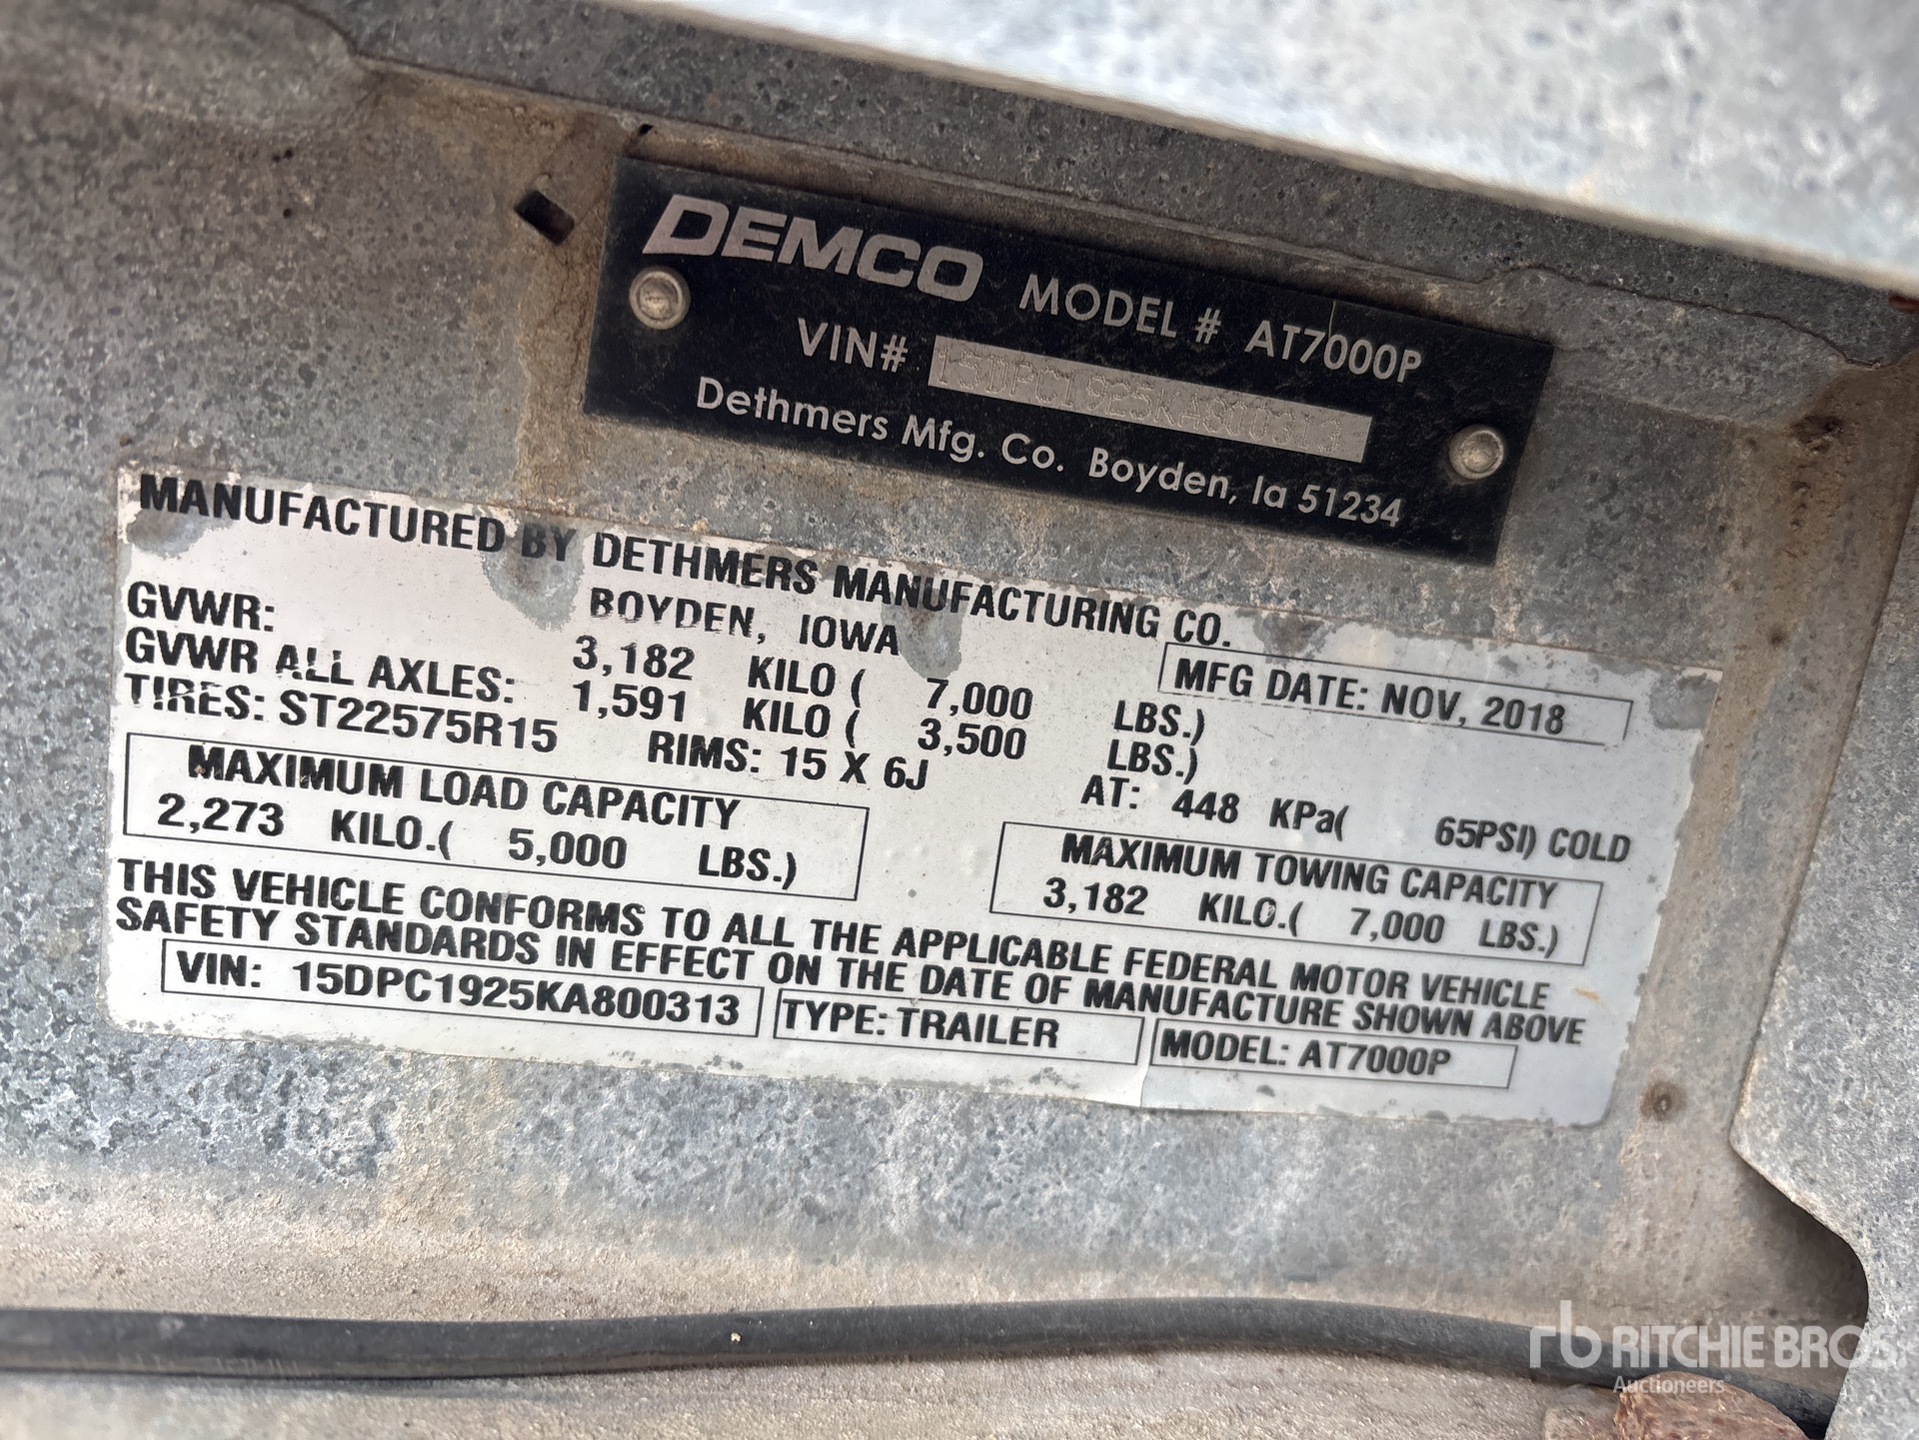 DEMCO MODEL # AT7000P
VIN# 15DPC1925KA800313
Dethmers Mfg. Co. Boyden, Ia 51234
MANUFACTURED BY DETHMERS MANUFACTURING CO.
BOYDEN, IOWA
MFG DATE: NOV, 2018
GVWR: 3,182 KILO ( 7,000 LBS.)
GVWR ALL AXLES: 1,591 KILO ( 3,500 LBS.)
TIRES: ST22575R15 RIMS: 15 X 6J AT: 448 KPa( 65PSI) COLD
MAXIMUM LOAD CAPACITY
2,273 KILO.( 5,000 LBS.)
MAXIMUM TOWING CAPACITY
3,182 KILO.( 7,000 LBS.)
THIS VEHICLE CONFORMS TO ALL THE APPLICABLE FEDERAL MOTOR VEHICLE
SAFETY STANDARDS IN EFFECT ON THE DATE OF MANUFACTURE SHOWN ABOVE
VIN: 15DPC1925KA800313 TYPE: TRAILER MODEL: AT7000P
rb RITCHIE BROS.
Auctioneers